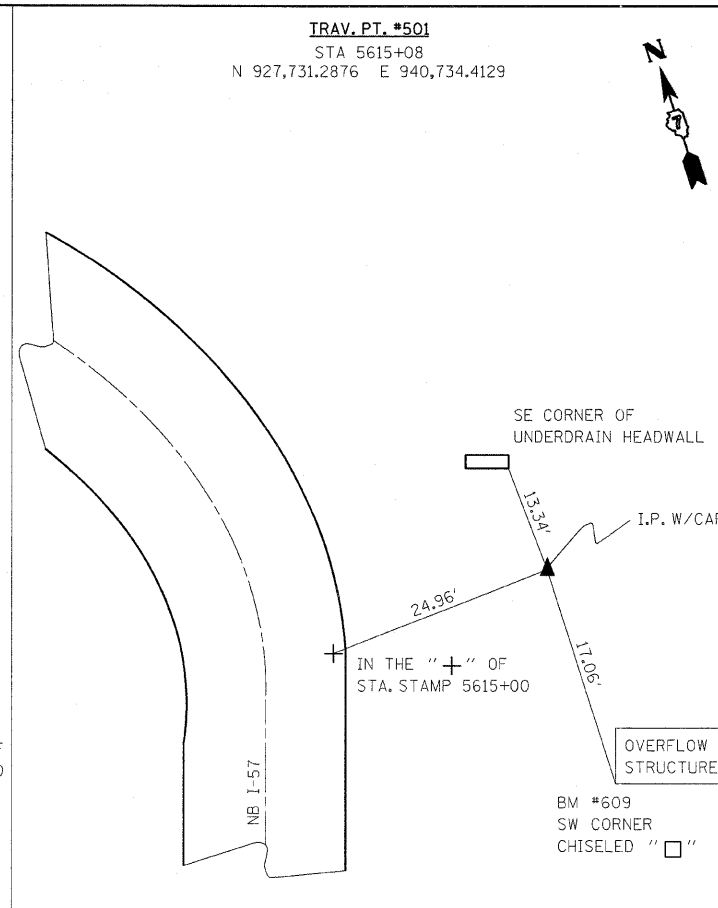 TRAV. PT. #501
STA 5615+08
N 927,731.2876 E 940,734.4129
N
7
SE CORNER OF
UNDERDRAIN HEADWALL
13.34'
I.P. W/CAP
24.96'
17.06'
IN THE "+" OF
STA. STAMP 5615+00
OVERFLOW
STRUCTURE
NB I-57
BM #609
SW CORNER
CHISELED "□"